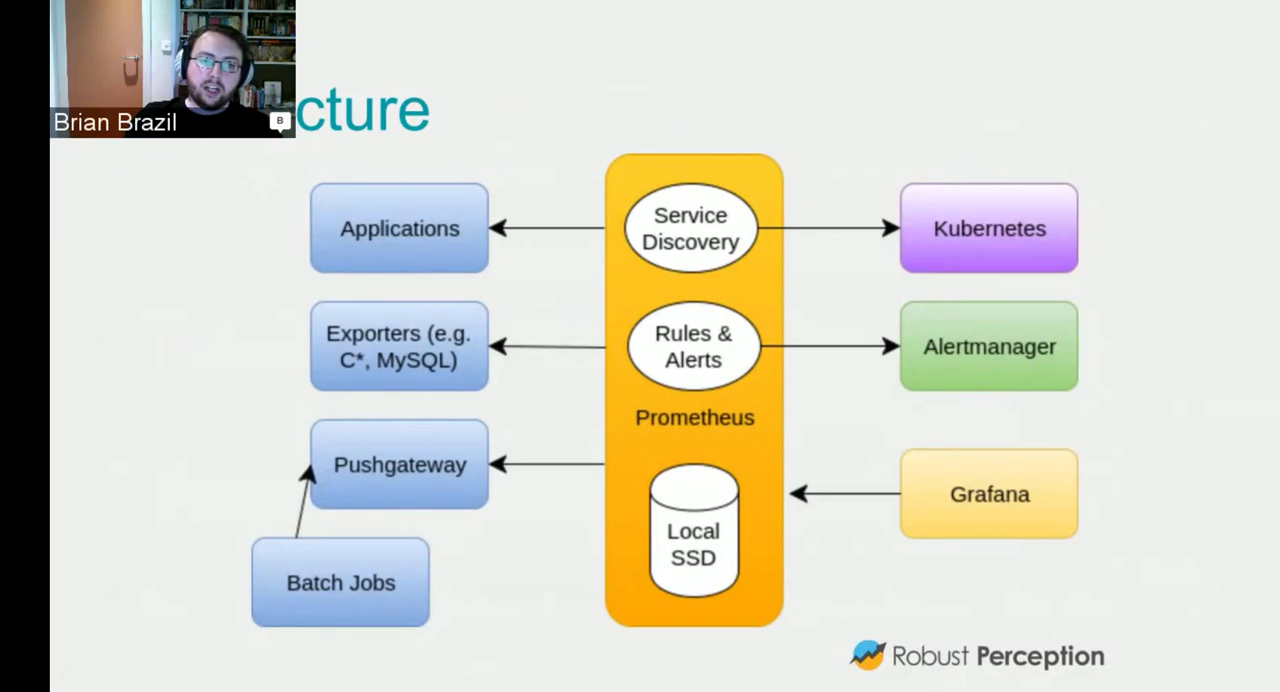 Brian Brazil
B
cture
Applications
Service
Discovery
Kubernetes
Exporters (e.g.
C*, MySQL)
Rules &
Alerts
Alertmanager
Prometheus
Pushgateway
Local
SSD
Grafana
Batch Jobs
Robust Perception